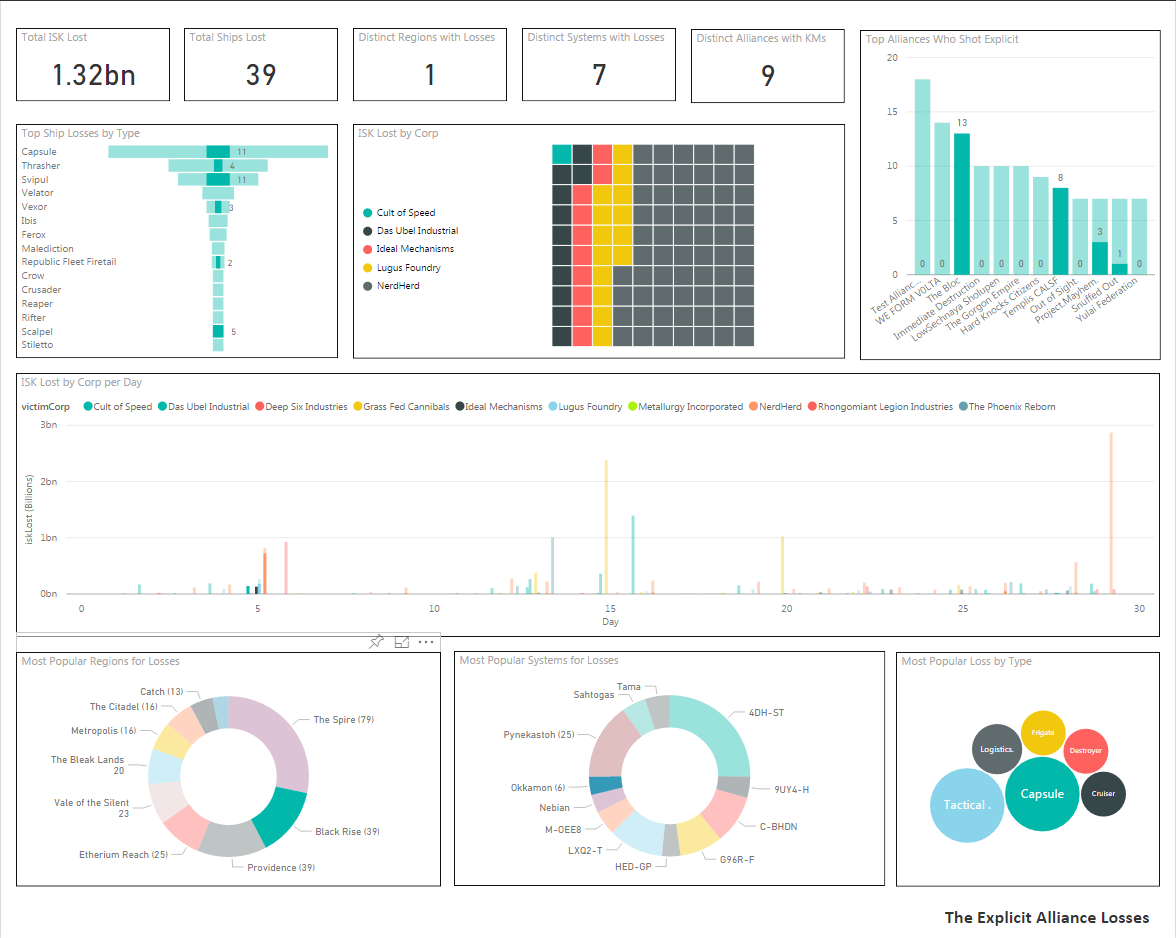 Total ISK Lost
1.32bn
Total Ships Lost
39
Distinct Regions with Losses
1
Distinct Systems with Losses
7
Distinct Alliances with KMs
9
Top Alliances Who Shot Explicit
20
15
10
5
0
0
0
13
0
0
0
0
8
0
3
1
0
Test Allianc...
WE FORM V0LTA
The Bloc
Immediate Destruction
LowSechnaya Sholupen
The Gorgon Empire
Hard Knocks Citizens
Templis CALSF
Out of Sight.
Project.Mayhem.
Snuffed Out
Yulai Federation
Top Ship Losses by Type
Capsule 11
Thrasher 4
Svipul 11
Velator
Vexor 3
Ibis
Ferox
Malediction
Republic Fleet Firetail 2
Crow
Crusader
Reaper
Rifter
Scalpel 5
Stiletto
ISK Lost by Corp
Cult of Speed
Das Ubel Industrial
Ideal Mechanisms
Lugus Foundry
NerdHerd
ISK Lost by Corp per Day
victimCorp Cult of Speed Das Ubel Industrial Deep Six Industries Grass Fed Cannibals Ideal Mechanisms Lugus Foundry Metallurgy Incorporated NerdHerd Rhongomiant Legion Industries The Phoenix Reborn
3bn
2bn
1bn
0bn
iskLost (Billions)
0 5 10 15 20 25 30
Day
Most Popular Regions for Losses
Catch (13)
The Citadel (16)
Metropolis (16)
The Bleak Lands
20
Vale of the Silent
23
Etherium Reach (25)
The Spire (79)
Black Rise (39)
Providence (39)
Most Popular Systems for Losses
Tama
Sahtogas
Pynekastoh (25)
Okkamon (6)
Nebian
M-OEE8
LXQ2-T
HED-GP
4DH-ST
9UY4-H
C-BHDN
G96R-F
Most Popular Loss by Type
Frigate
Logistics.
Destroyer
Tactical .
Capsule
Cruiser
The Explicit Alliance Losses